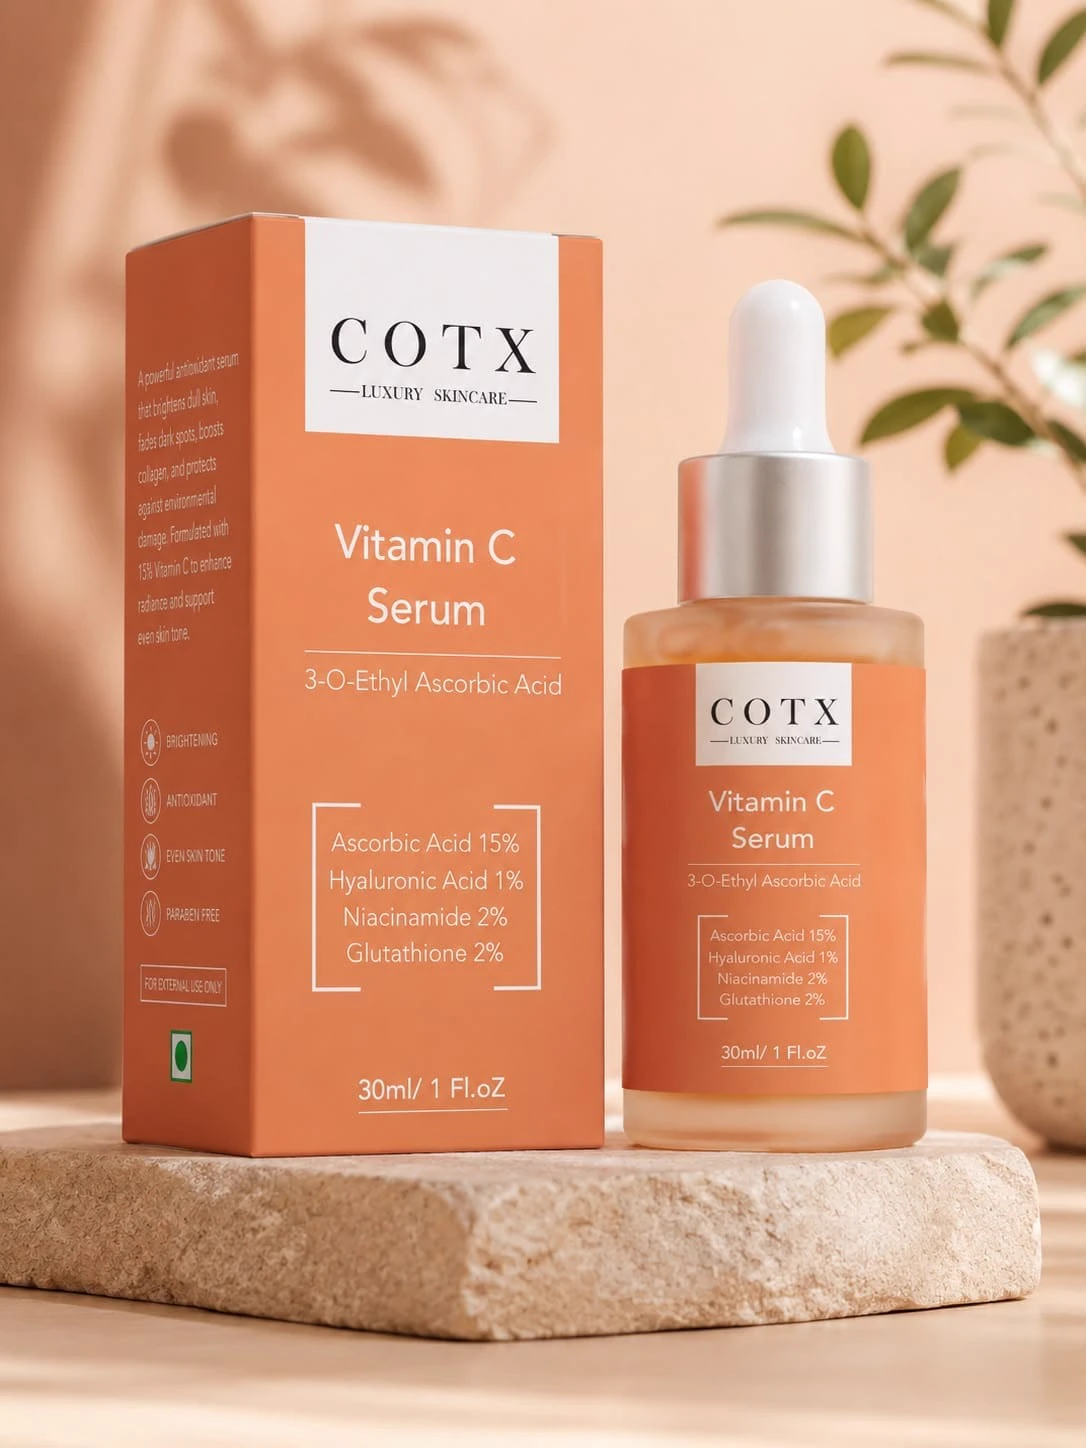 COTX
LUXURY SKINCARE
A powerful antioxidant serum
that brightens dull skin,
fades dark spots, boosts
collagen, and protects
against environmental
damage. Formulated with
15% Vitamin C to enhance
radiance and support
even skin tone.
BRIGHTENING
ANTIOXIDANT
EVEN SKIN TONE
PARABEN FREE
FOR EXTERNAL USE ONLY
Vitamin C
Serum
3-O-Ethyl Ascorbic Acid
Ascorbic Acid 15%
Hyaluronic Acid 1%
Niacinamide 2%
Glutathione 2%
30ml/ 1 Fl.oZ
COTX
LUXURY SKINCARE
Vitamin C
Serum
3-O-Ethyl Ascorbic Acid
Ascorbic Acid 15%
Hyaluronic Acid 1%
Niacinamide 2%
Glutathione 2%
30ml/ 1 Fl.oZ